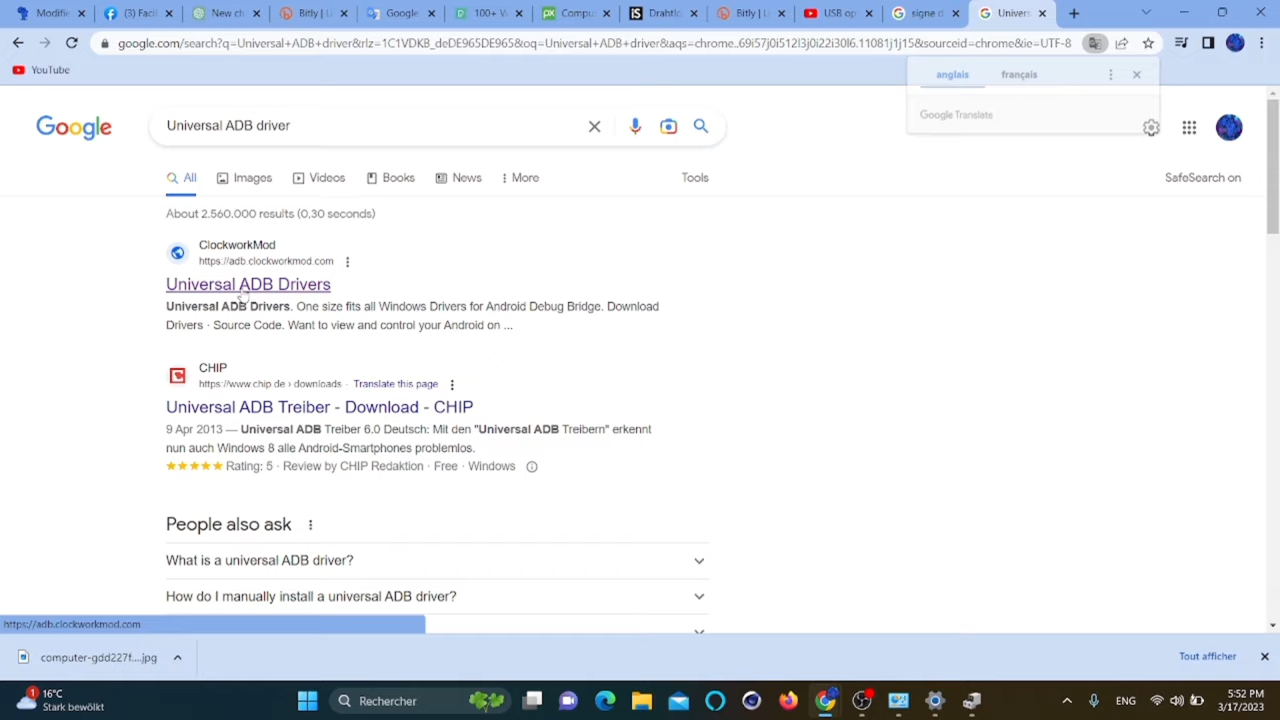 Modifie
(3) Facil
New ch
Bitly | L
Google
100+ W
Compu
Drahtlo
Bitly | L
USB op
signe d
Univers
google.com/search?q=Universal+ADB+driver&rlz=1C1VDKB_deDE965DE965&oq=Universal+ADB+driver&aqs=chrome..69i57j0i512l3j0i22i30l6.11081j1j15&sourceid=chrome&ie=UTF-8
YouTube
anglais français
Google Translate
Google
Universal ADB driver
All Images Videos Books News More Tools SafeSearch on
About 2.560.000 results (0,30 seconds)
ClockworkMod
https://adb.clockworkmod.com
Universal ADB Drivers
Universal ADB Drivers. One size fits all Windows Drivers for Android Debug Bridge. Download
Drivers · Source Code. Want to view and control your Android on ...
CHIP
https://www.chip.de › downloads · Translate this page
Universal ADB Treiber - Download - CHIP
9 Apr 2013 — Universal ADB Treiber 6.0 Deutsch: Mit den "Universal ADB Treibern" erkennt
nun auch Windows 8 alle Android-Smartphones problemlos.
Rating: 5 · Review by CHIP Redaktion · Free · Windows
People also ask
What is a universal ADB driver?
How do I manually install a universal ADB driver?
https://adb.clockworkmod.com
computer-gdd227f....jpg
Tout afficher
1
16°C
Stark bewölkt
Rechercher
ENG
5:52 PM
3/17/2023